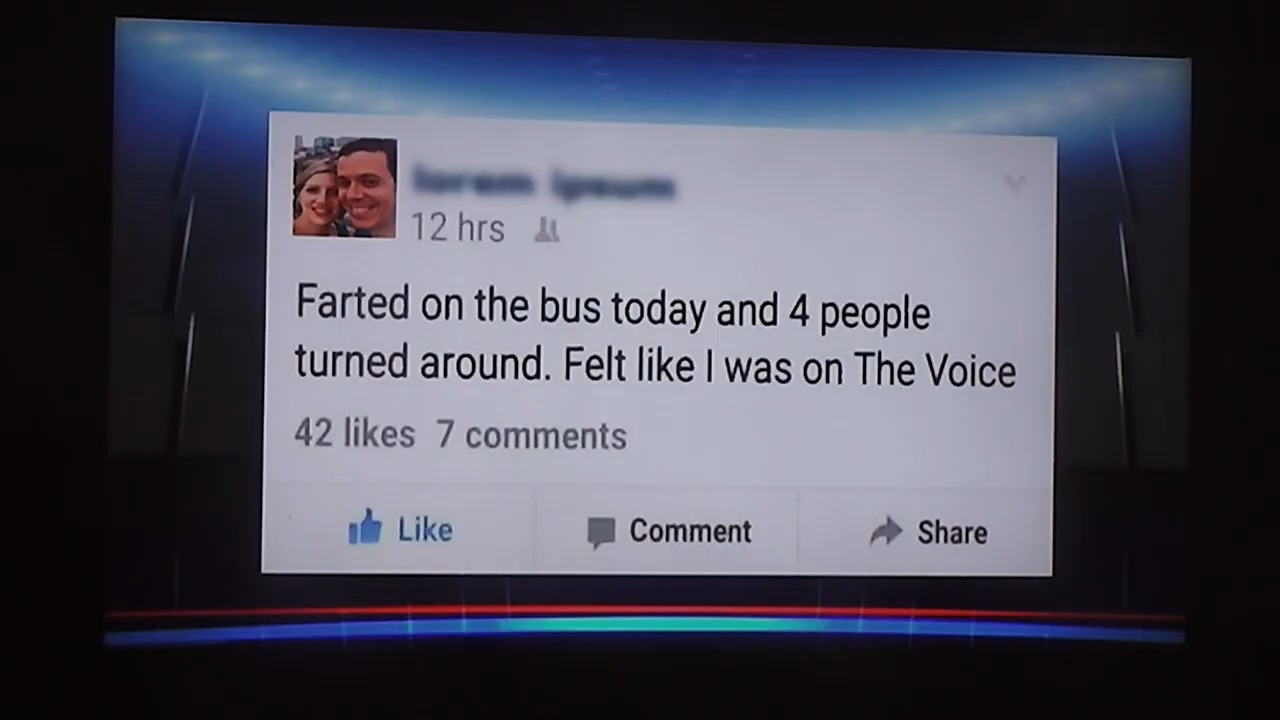 12 hrs
Farted on the bus today and 4 people
turned around. Felt like I was on The Voice
42 likes 7 comments
Like Comment Share